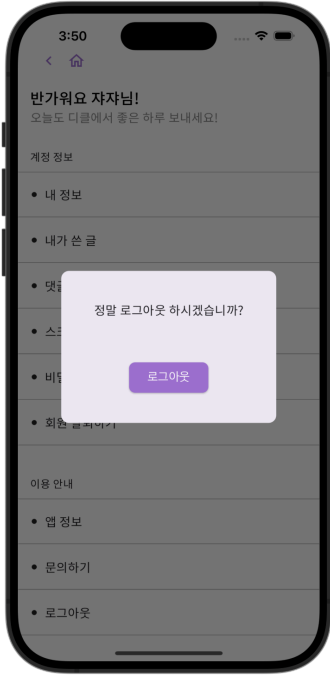 3:50
반가워요 쟈쟈님!
오늘도 디클에서 좋은 하루 보내세요!
계정 정보
• 내 정보
• 내가 쓴 글
정말 로그아웃 하시겠습니까?
로그아웃
이용 안내
• 앱 정보
• 문의하기
• 로그아웃